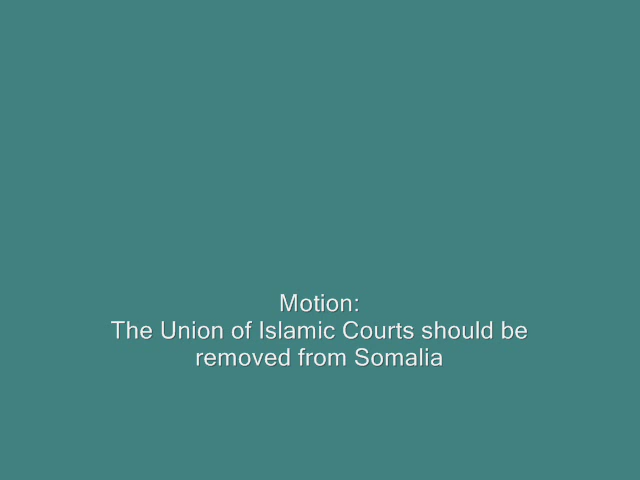 Motion:
The Union of Islamic Courts should be
removed from Somalia